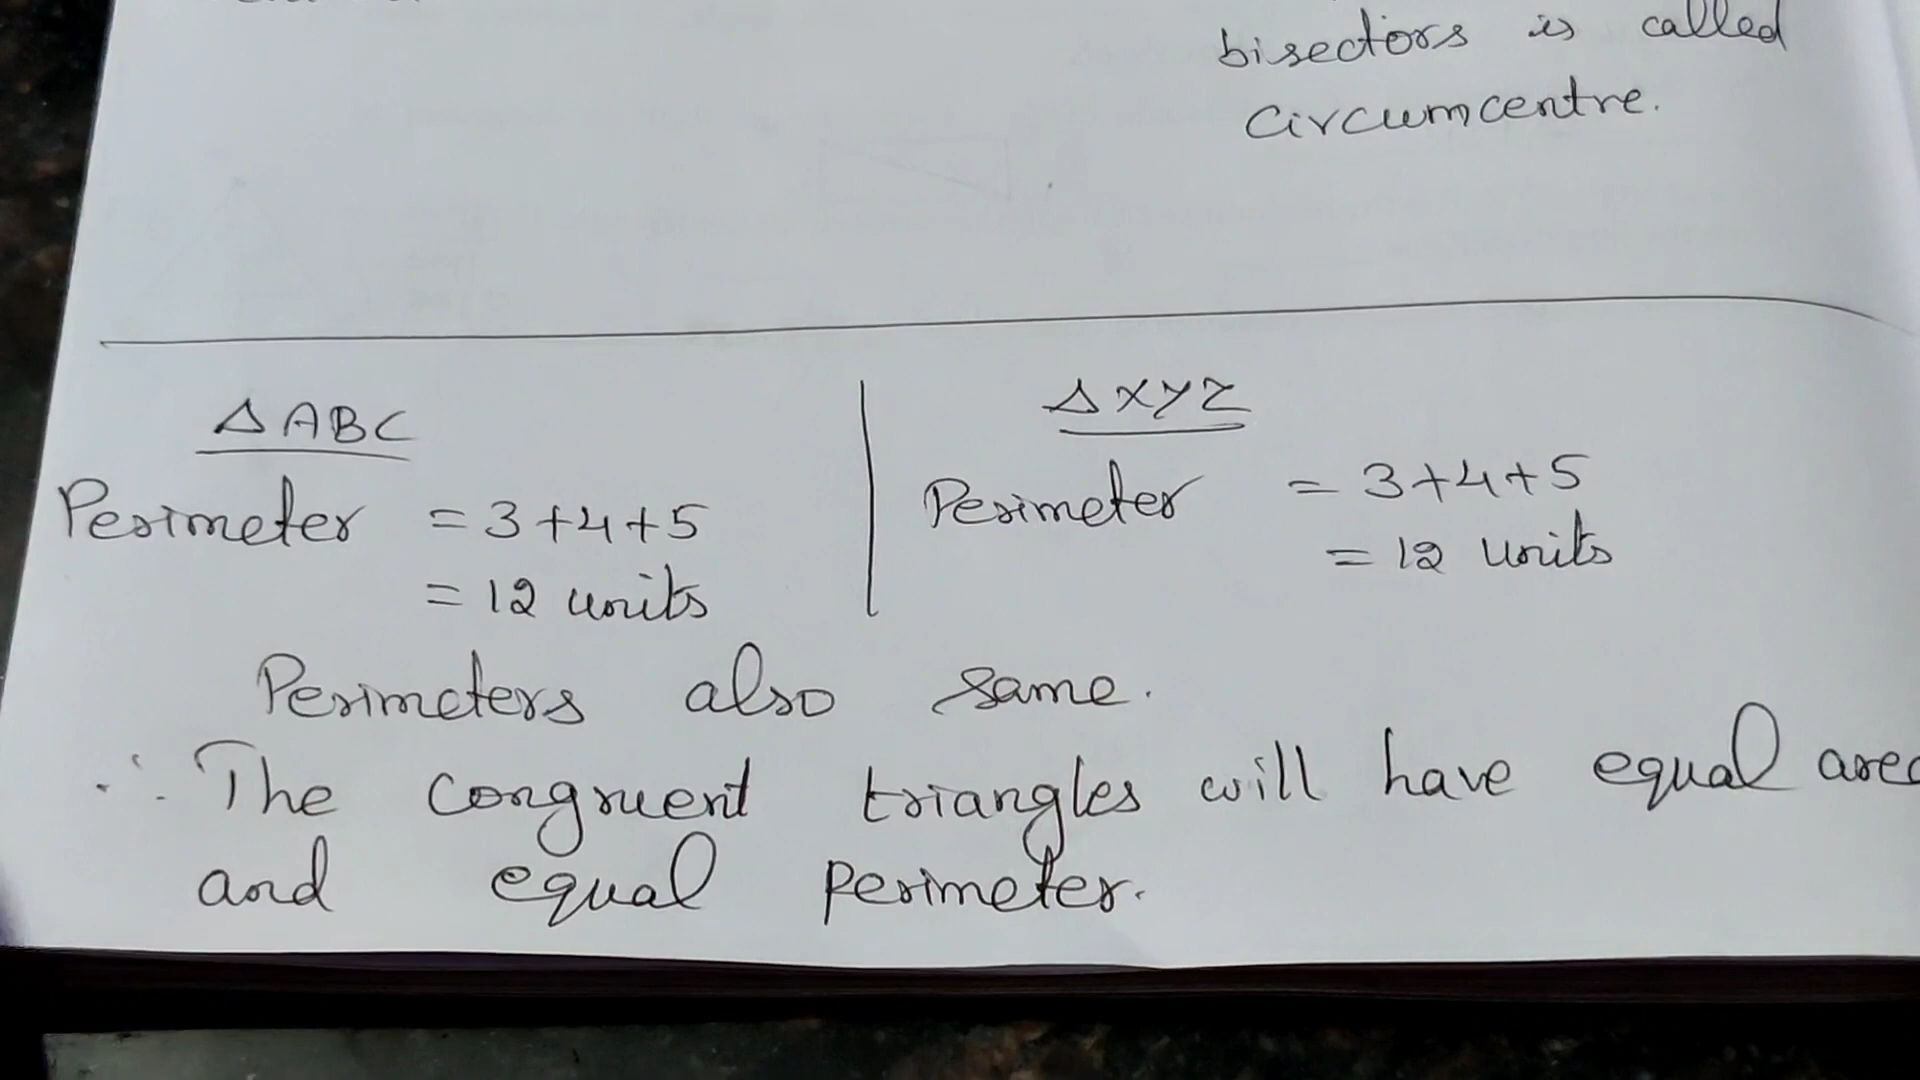 bisectors is called
circumcentre.
△ABC
Perimeter = 3+4+5
= 12 units
△XYZ
Perimeter = 3+4+5
= 12 units
Perimeters also same.
∴ The congruent triangles will have equal area
and equal perimeter.